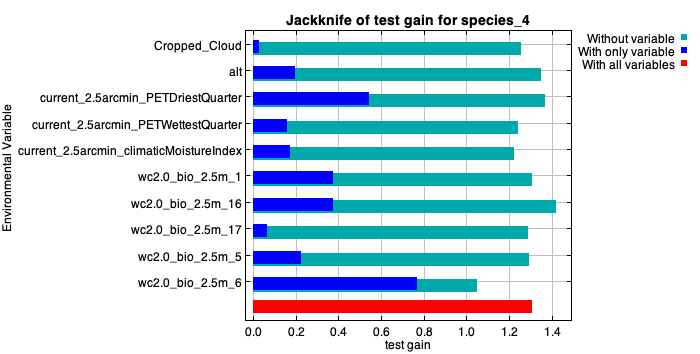 Jackknife of test gain for species_4
Without variable
With only variable
With all variables
Environmental Variable
Cropped_Cloud
alt
current_2.5arcmin_PETDriestQuarter
current_2.5arcmin_PETWettestQuarter
current_2.5arcmin_climaticMoistureIndex
wc2.0_bio_2.5m_1
wc2.0_bio_2.5m_16
wc2.0_bio_2.5m_17
wc2.0_bio_2.5m_5
wc2.0_bio_2.5m_6
0.0 0.2 0.4 0.6 0.8 1.0 1.2 1.4
test gain